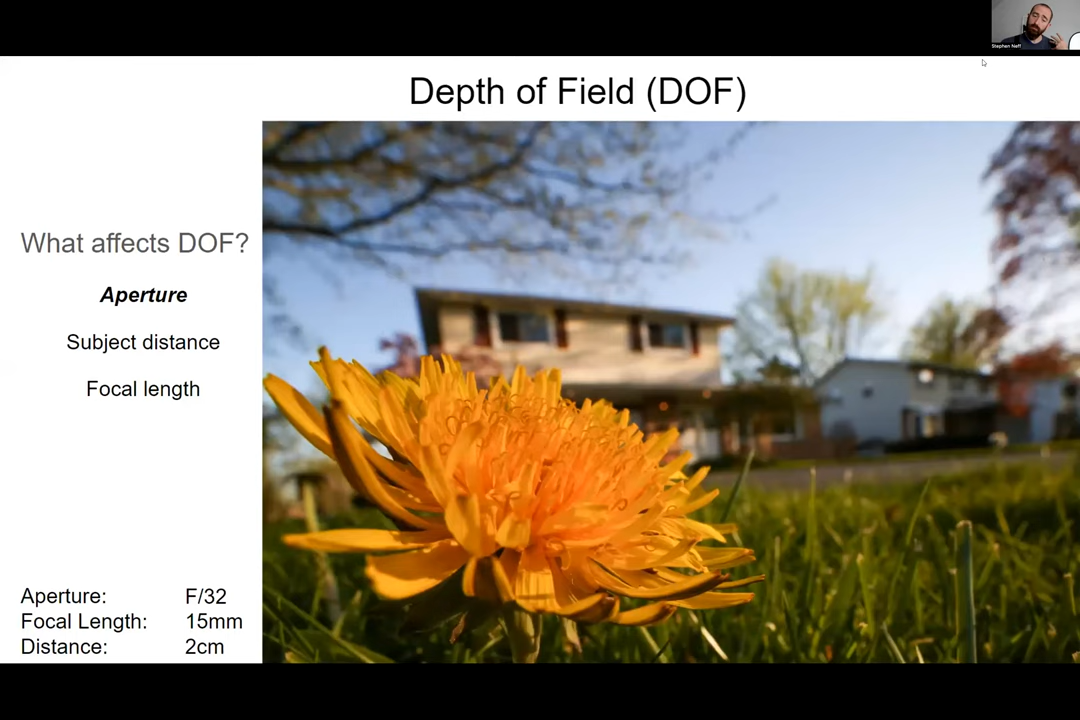 Stephen Neff
Depth of Field (DOF)
What affects DOF?
Aperture
Subject distance
Focal length
Aperture: F/32
Focal Length: 15mm
Distance: 2cm